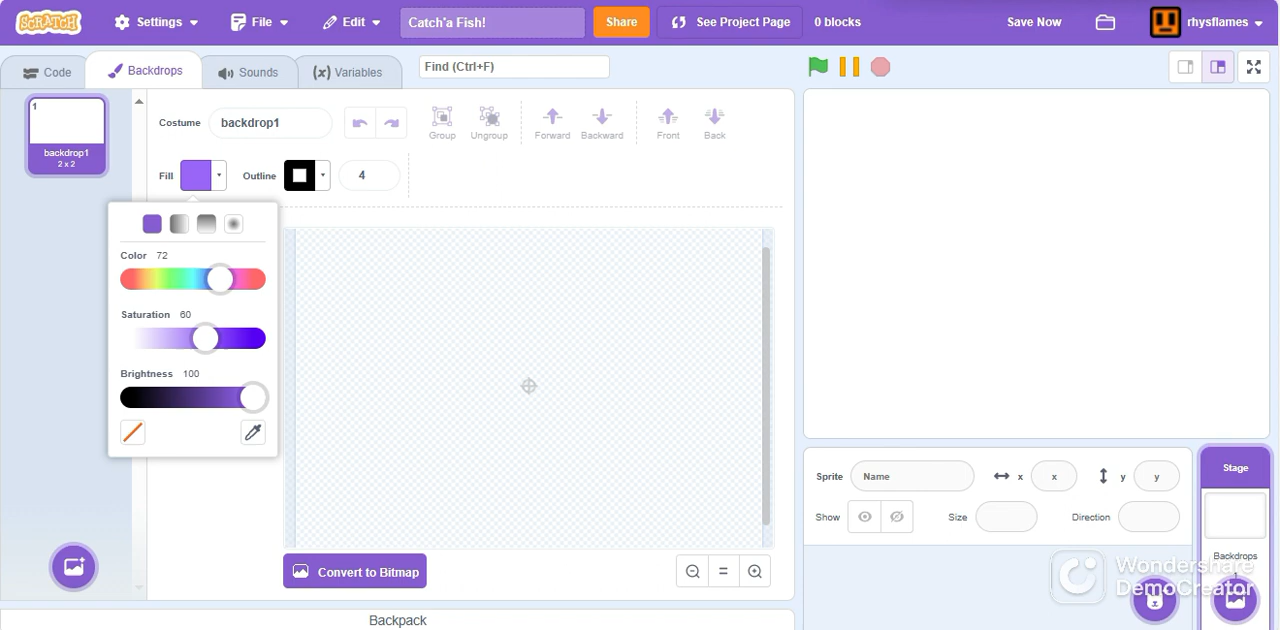 SCRATCH
Settings File Edit Catch'a Fish! Share See Project Page 0 blocks Save Now rhysflames
Code Backdrops Sounds (x) Variables Find (Ctrl+F)
1
backdrop1
2 x 2
Costume backdrop1 Group Ungroup Forward Backward Front Back
Fill Outline 4
Color 72
Saturation 60
Brightness 100
Convert to Bitmap
Sprite Name x x y y
Show Size Direction
Stage
Backdrops
1
Wondershare
DemoCreator
Backpack